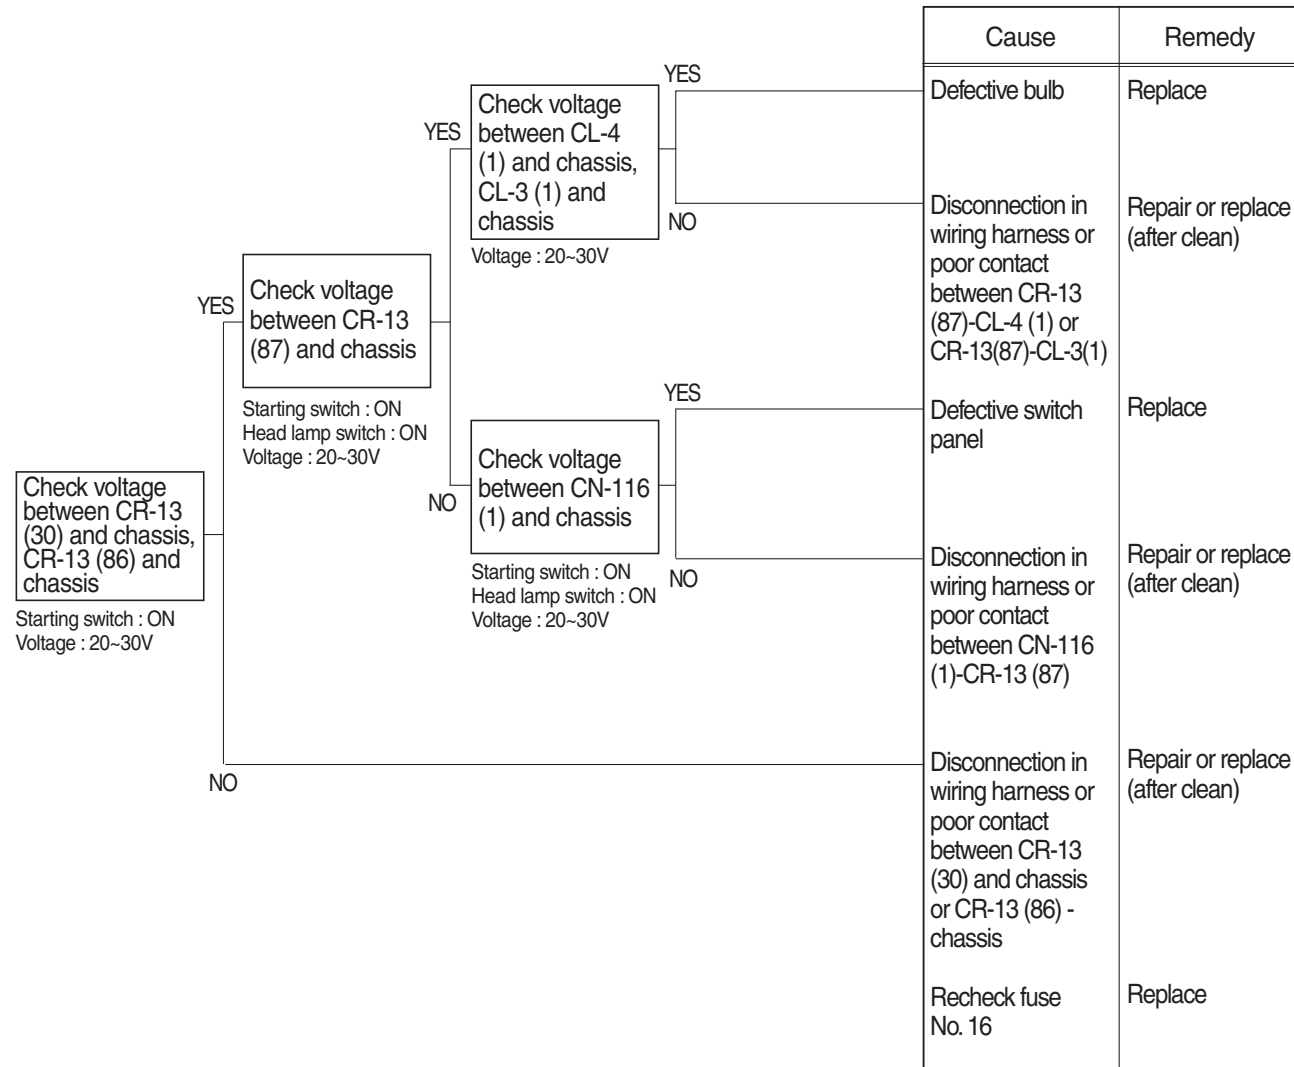 Cause
Remedy
YES
Check voltage
between CL-4
(1) and chassis,
CL-3 (1) and
chassis
Voltage : 20~30V
YES
NO
Defective bulb
Replace
Disconnection in
wiring harness or
poor contact
between CR-13
(87)-CL-4 (1) or
CR-13(87)-CL-3(1)
Repair or replace
(after clean)
YES
Check voltage
between CR-13
(87) and chassis
Starting switch : ON
Head lamp switch : ON
Voltage : 20~30V
NO
Check voltage
between CN-116
(1) and chassis
Starting switch : ON
Head lamp switch : ON
Voltage : 20~30V
YES
NO
Defective switch
panel
Replace
Disconnection in
wiring harness or
poor contact
between CN-116
(1)-CR-13 (87)
Repair or replace
(after clean)
Check voltage
between CR-13
(30) and chassis,
CR-13 (86) and
chassis
Starting switch : ON
Voltage : 20~30V
NO
Disconnection in
wiring harness or
poor contact
between CR-13
(30) and chassis
or CR-13 (86) -
chassis
Repair or replace
(after clean)
Recheck fuse
No. 16
Replace